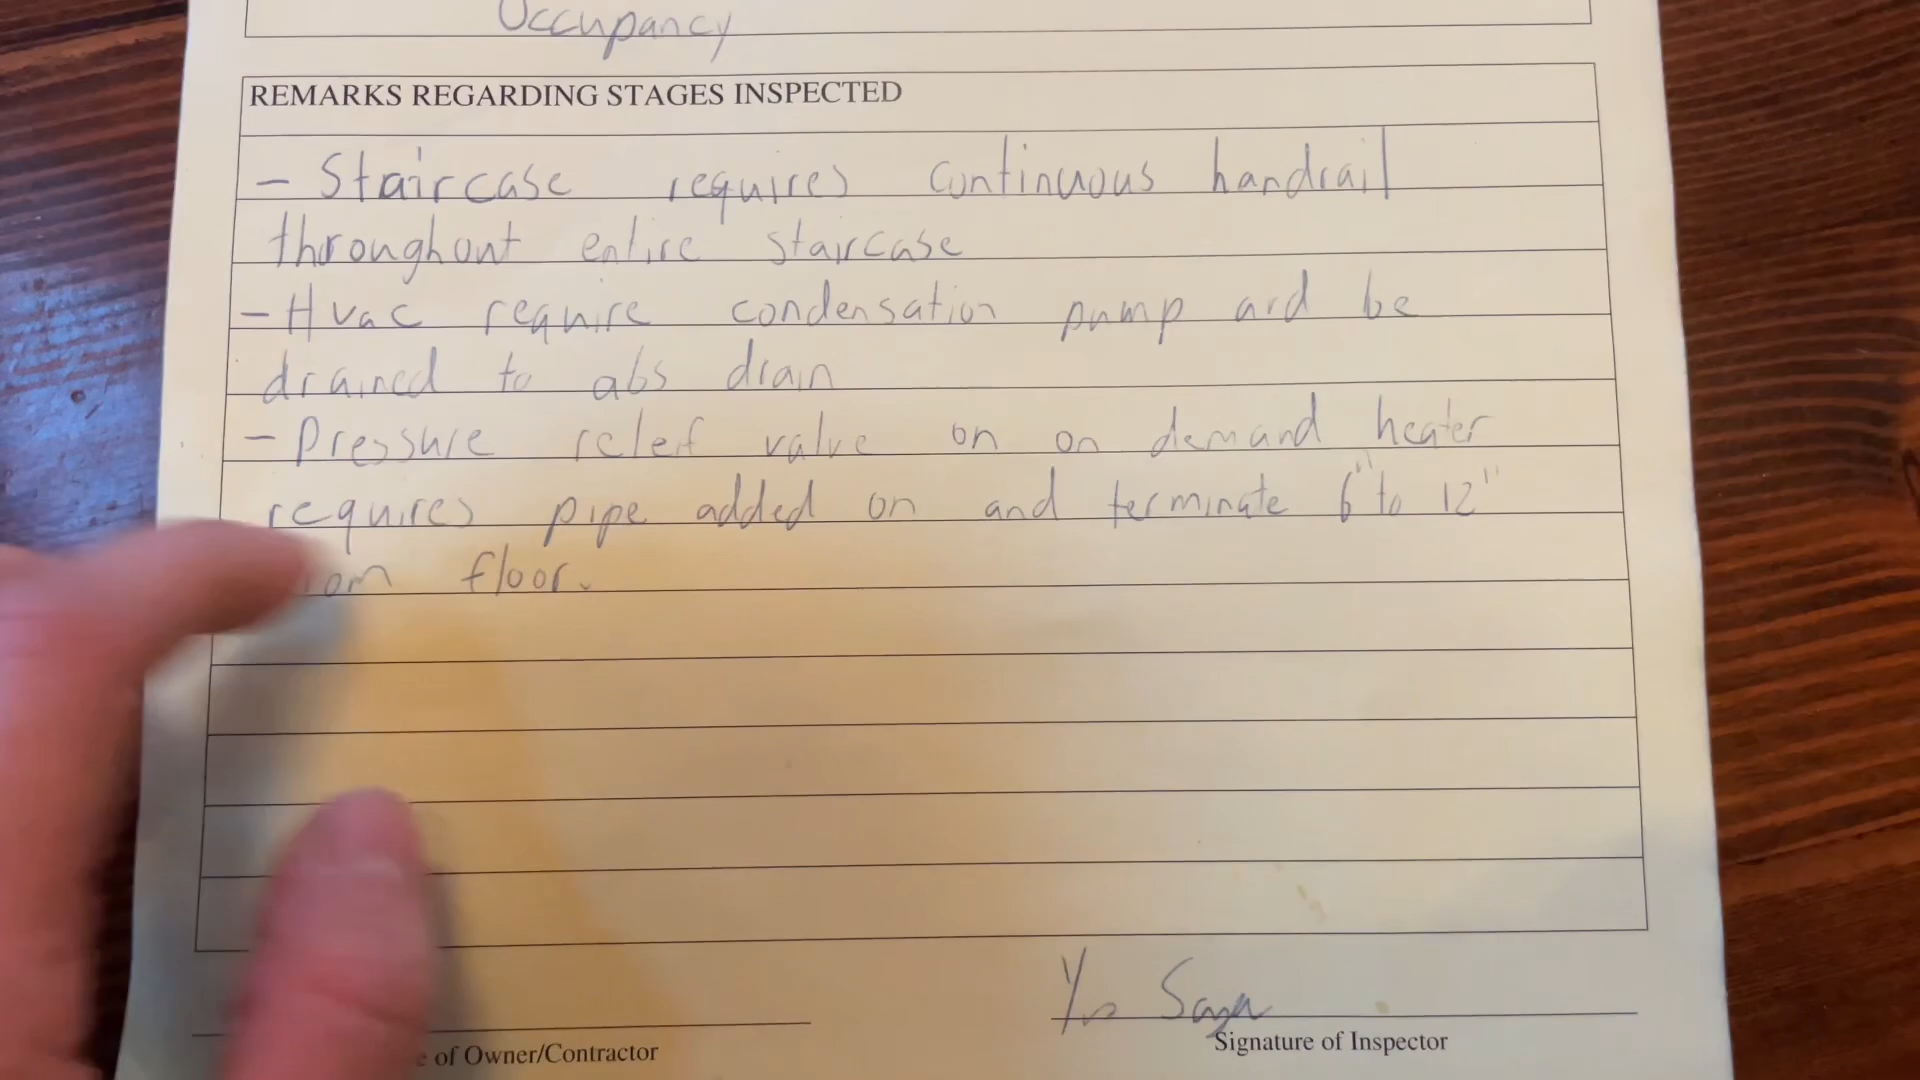 Occupancy
REMARKS REGARDING STAGES INSPECTED
- Staircase requires continuous handrail
throughout entire staircase
- Hvac require condensation pump and be
drained to abs drain
- Pressure relef valve on on demand heater
requires pipe added on and terminate 6" to 12"
om floor.
e of Owner/Contractor
Signature of Inspector